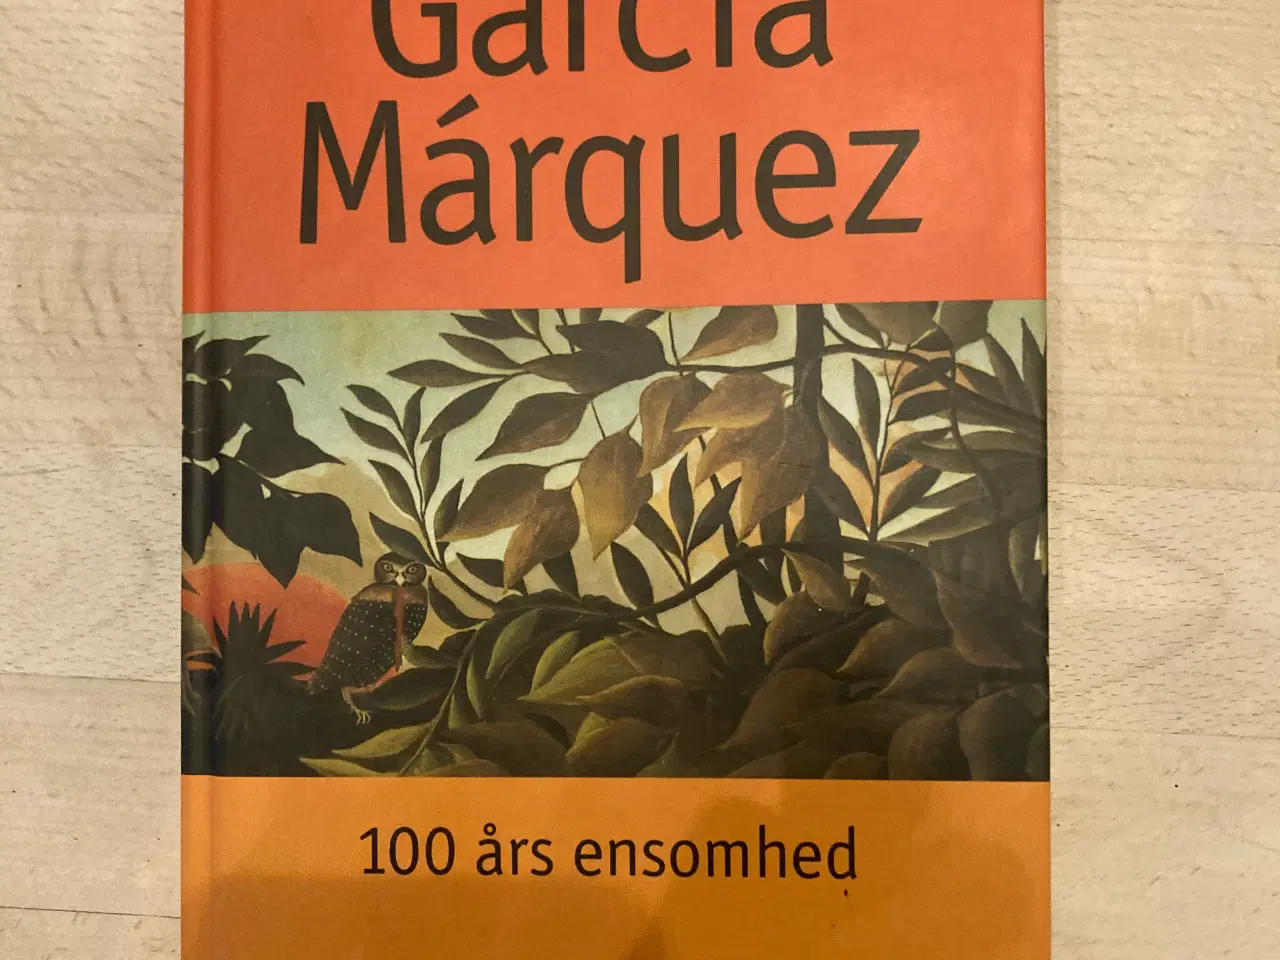 García
Márquez
100 års ensomhed